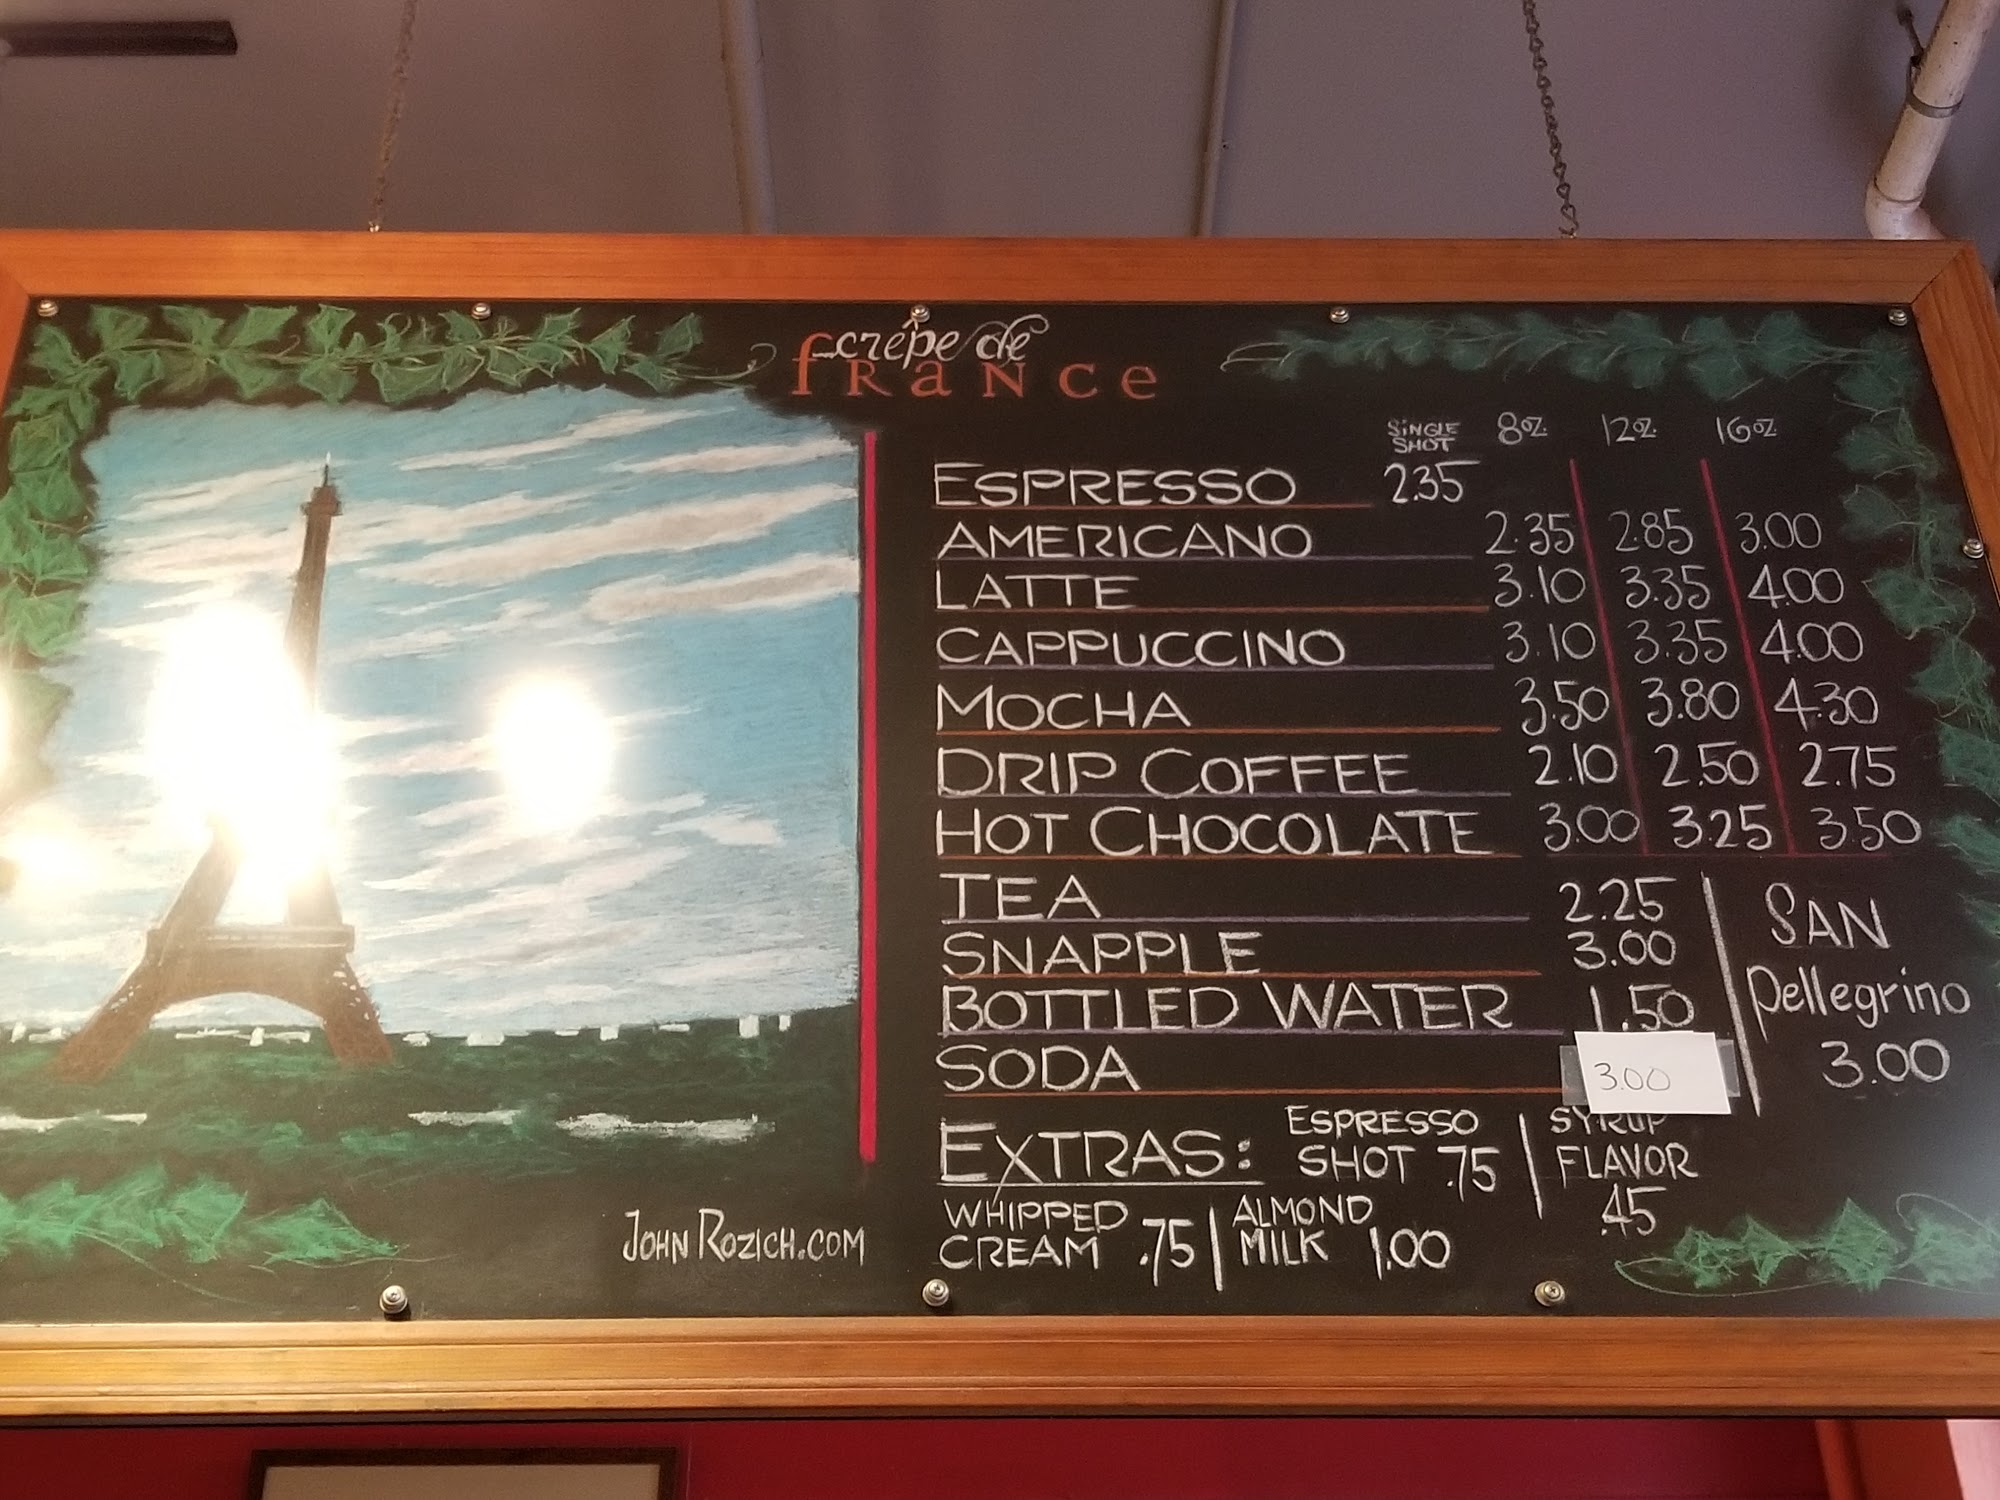 crêpe de
france
SINGLE SHOT 8oz. 12oz. 16oz.
ESPRESSO 2.35
AMERICANO 2.35 2.85 3.00
LATTE 3.10 3.35 4.00
CAPPUCCINO 3.10 3.35 4.00
MOCHA 3.50 3.80 4.30
DRIP COFFEE 2.10 2.50 2.75
HOT CHOCOLATE 3.00 3.25 3.50
TEA 2.25
SNAPPLE 3.00
BOTTLED WATER 1.50
SODA 3.00
SAN
Pellegrino
3.00
EXTRAS:
ESPRESSO
SHOT .75
SYRUP
FLAVOR
.45
WHIPPED
CREAM .75
ALMOND
MILK 1.00
JOHN ROZICH.COM